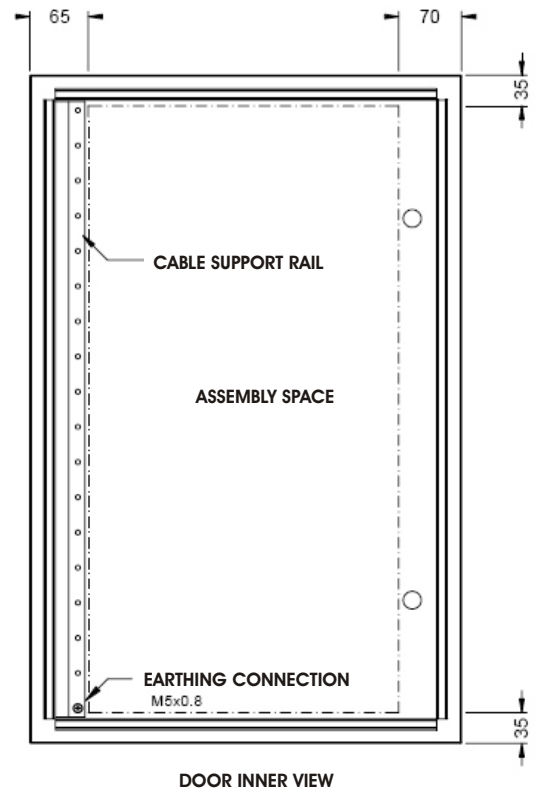 65
70
35
CABLE SUPPORT RAIL
ASSEMBLY SPACE
EARTHING CONNECTION
M5x0.8
35
DOOR INNER VIEW